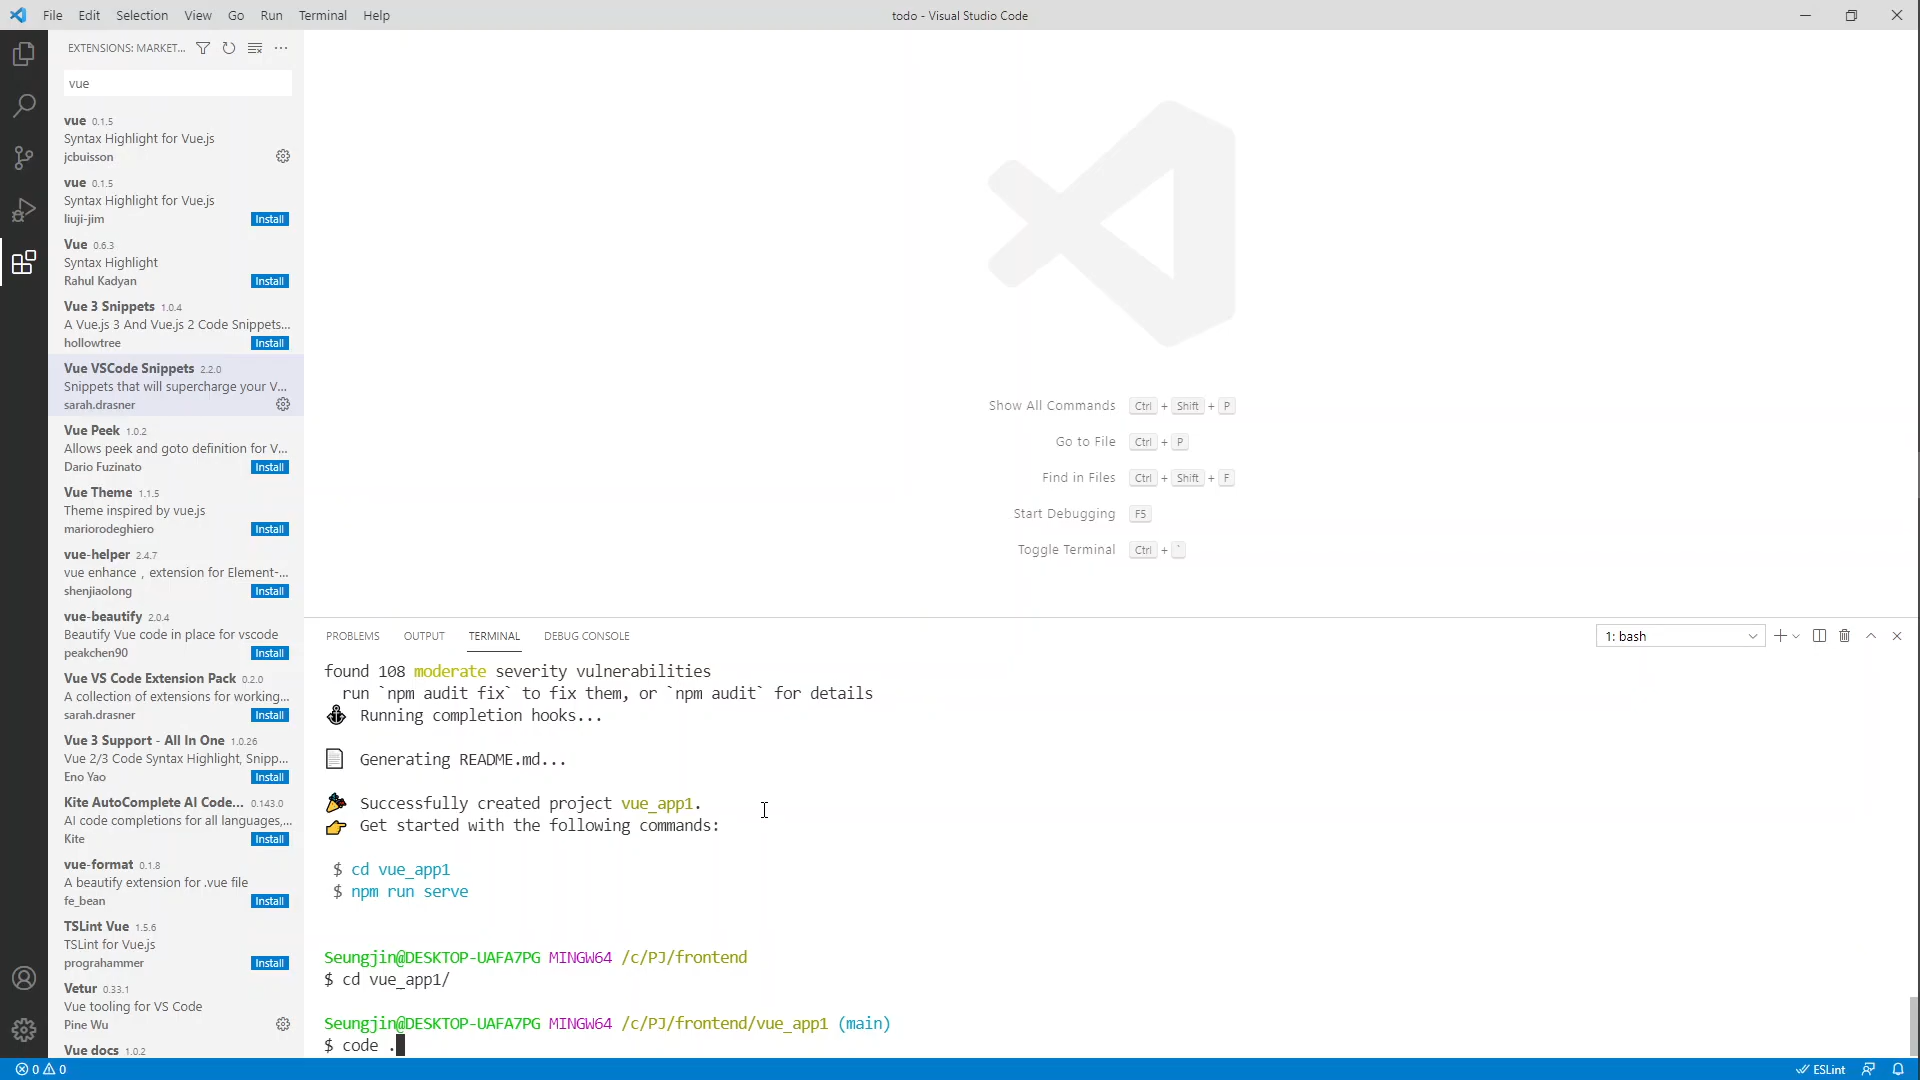 File Edit Selection View Go Run Terminal Help
todo - Visual Studio Code
EXTENSIONS: MARKET...
vue
vue 0.1.5
Syntax Highlight for Vue.js
jcbuisson
vue 0.1.5
Syntax Highlight for Vue.js
liuji-jim Install
Vue 0.6.3
Syntax Highlight
Rahul Kadyan Install
Vue 3 Snippets 1.0.4
A Vue.js 3 And Vue.js 2 Code Snippets...
hollowtree Install
Vue VSCode Snippets 2.2.0
Snippets that will supercharge your V...
sarah.drasner
Vue Peek 1.0.2
Allows peek and goto definition for V...
Dario Fuzinato Install
Vue Theme 1.1.5
Theme inspired by vue.js
mariorodeghiero Install
vue-helper 2.4.7
vue enhance，extension for Element-...
shenjiaolong Install
vue-beautify 2.0.4
Beautify Vue code in place for vscode
peakchen90 Install
Vue VS Code Extension Pack 0.2.0
A collection of extensions for working...
sarah.drasner Install
Vue 3 Support - All In One 1.0.26
Vue 2/3 Code Syntax Highlight, Snipp...
Eno Yao Install
Kite AutoComplete AI Code... 0.143.0
AI code completions for all languages,...
Kite Install
vue-format 0.1.8
A beautify extension for .vue file
fe_bean Install
TSLint Vue 1.5.6
TSLint for Vue.js
prograhammer Install
Vetur 0.33.1
Vue tooling for VS Code
Pine Wu
Vue docs 1.0.2
Show All Commands Ctrl + Shift + P
Go to File Ctrl + P
Find in Files Ctrl + Shift + F
Start Debugging F5
Toggle Terminal Ctrl + `
PROBLEMS OUTPUT TERMINAL DEBUG CONSOLE
1: bash
found 108 moderate severity vulnerabilities
run `npm audit fix` to fix them, or `npm audit` for details
Running completion hooks...
Generating README.md...
Successfully created project vue_app1.
Get started with the following commands:
$ cd vue_app1
$ npm run serve
Seungjin@DESKTOP-UAFA7PG MINGW64 /c/PJ/frontend
$ cd vue_app1/
Seungjin@DESKTOP-UAFA7PG MINGW64 /c/PJ/frontend/vue_app1 (main)
$ code .
0 0
ESLint